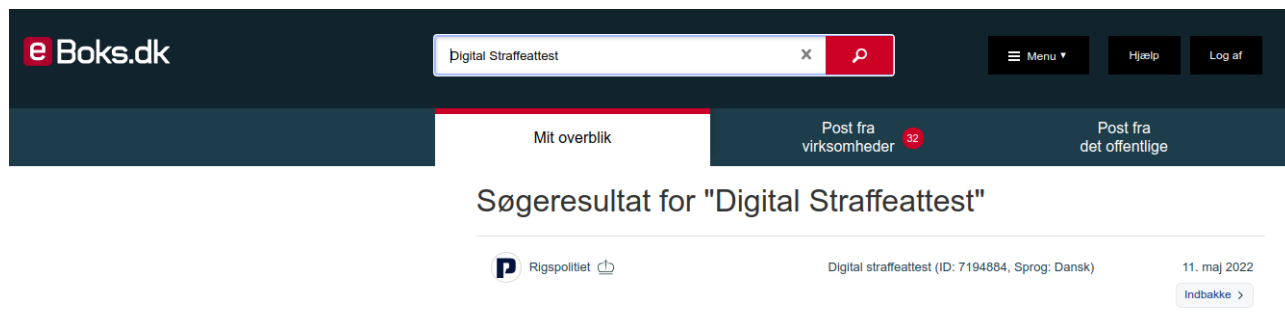 e Boks.dk
Digital Straffeattest
Menu
Hjælp
Log af
Mit overblik
Post fra
virksomheder
32
Post fra
det offentlige
Søgeresultat for "Digital Straffeattest"
Rigspolitiet
Digital straffeattest (ID: 7194884, Sprog: Dansk)
11. maj 2022
Indbakke